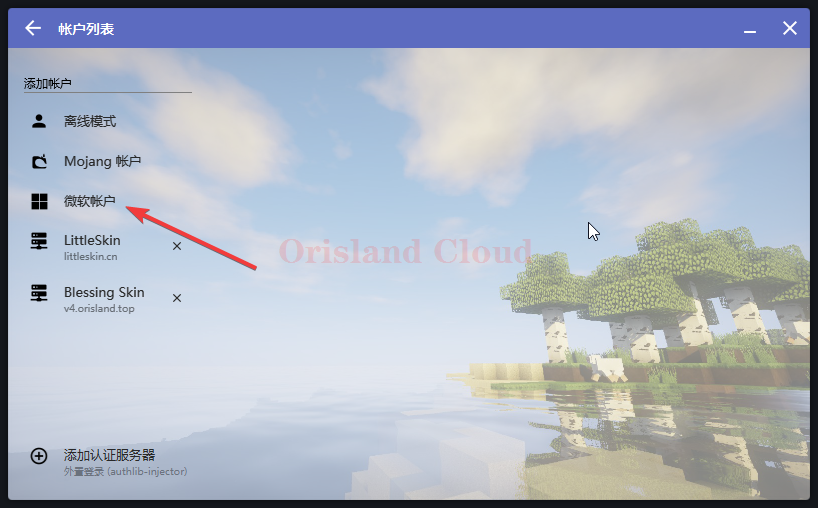 帐户列表
添加帐户
离线模式
Mojang 帐户
微软帐户
LittleSkin
littleskin.cn
Orisland Cloud
Blessing Skin
v4.orisland.top
添加认证服务器
外置登录 (authlib-injector)